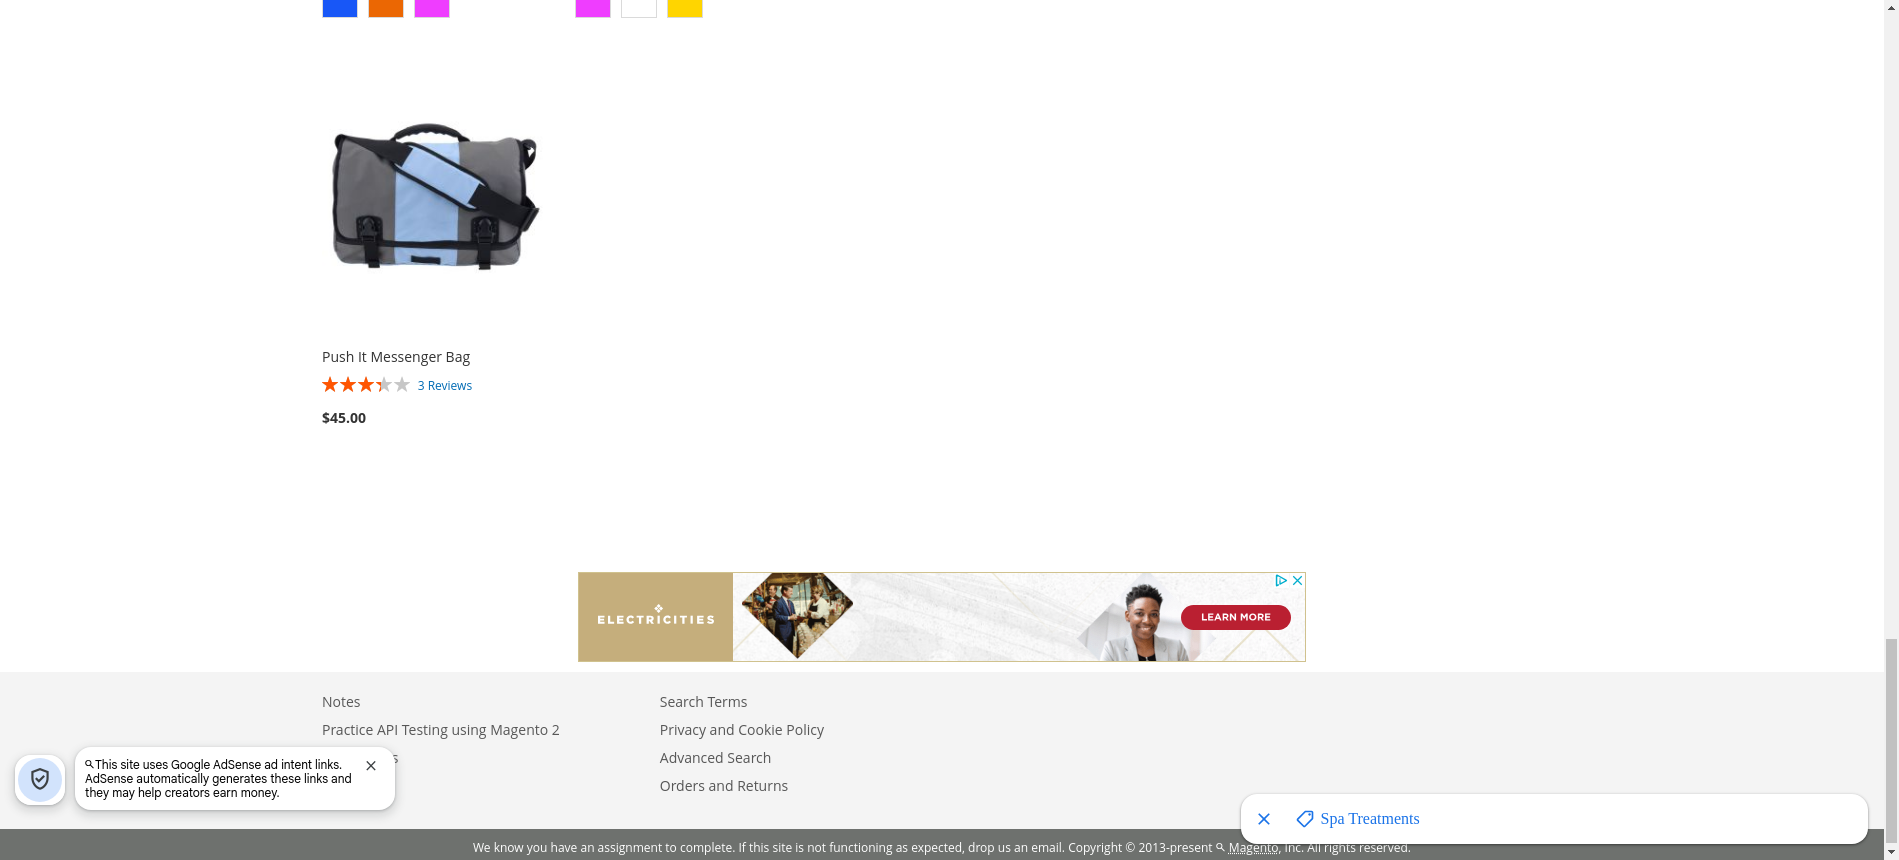 Push It Messenger Bag
3 Reviews
$45.00
ELECTRICITIES
LEARN MORE
Notes
Search Terms
Practice API Testing using Magento 2
Privacy and Cookie Policy
s
Advanced Search
Orders and Returns
This site uses Google AdSense ad intent links.
AdSense automatically generates these links and
they may help creators earn money.
Spa Treatments
We know you have an assignment to complete. If this site is not functioning as expected, drop us an email. Copyright © 2013-present Magento, Inc. All rights reserved.